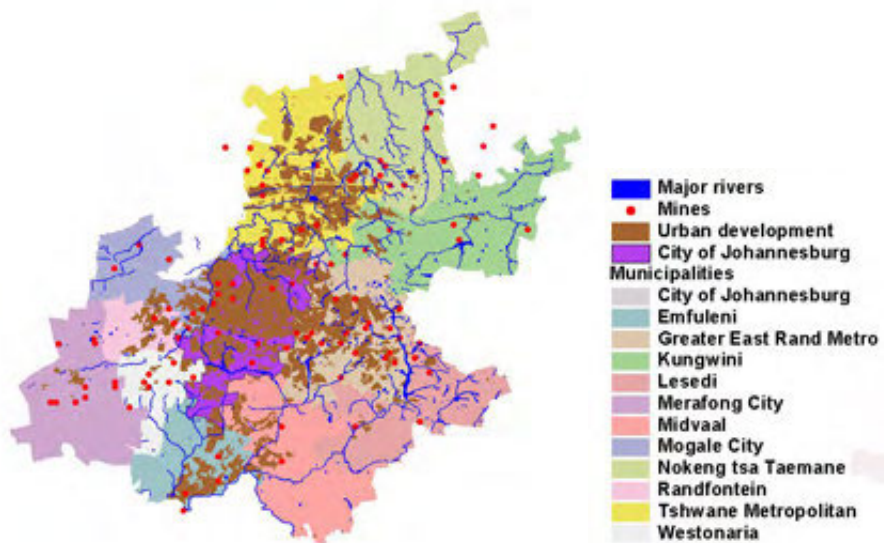 Major rivers
Mines
Urban development
City of Johannesburg
Municipalities
City of Johannesburg
Emfuleni
Greater East Rand Metro
Kungwini
Lesedi
Merafong City
Midvaal
Mogale City
Nokeng tsa Taemane
Randfontein
Tshwane Metropolitan
Westonaria